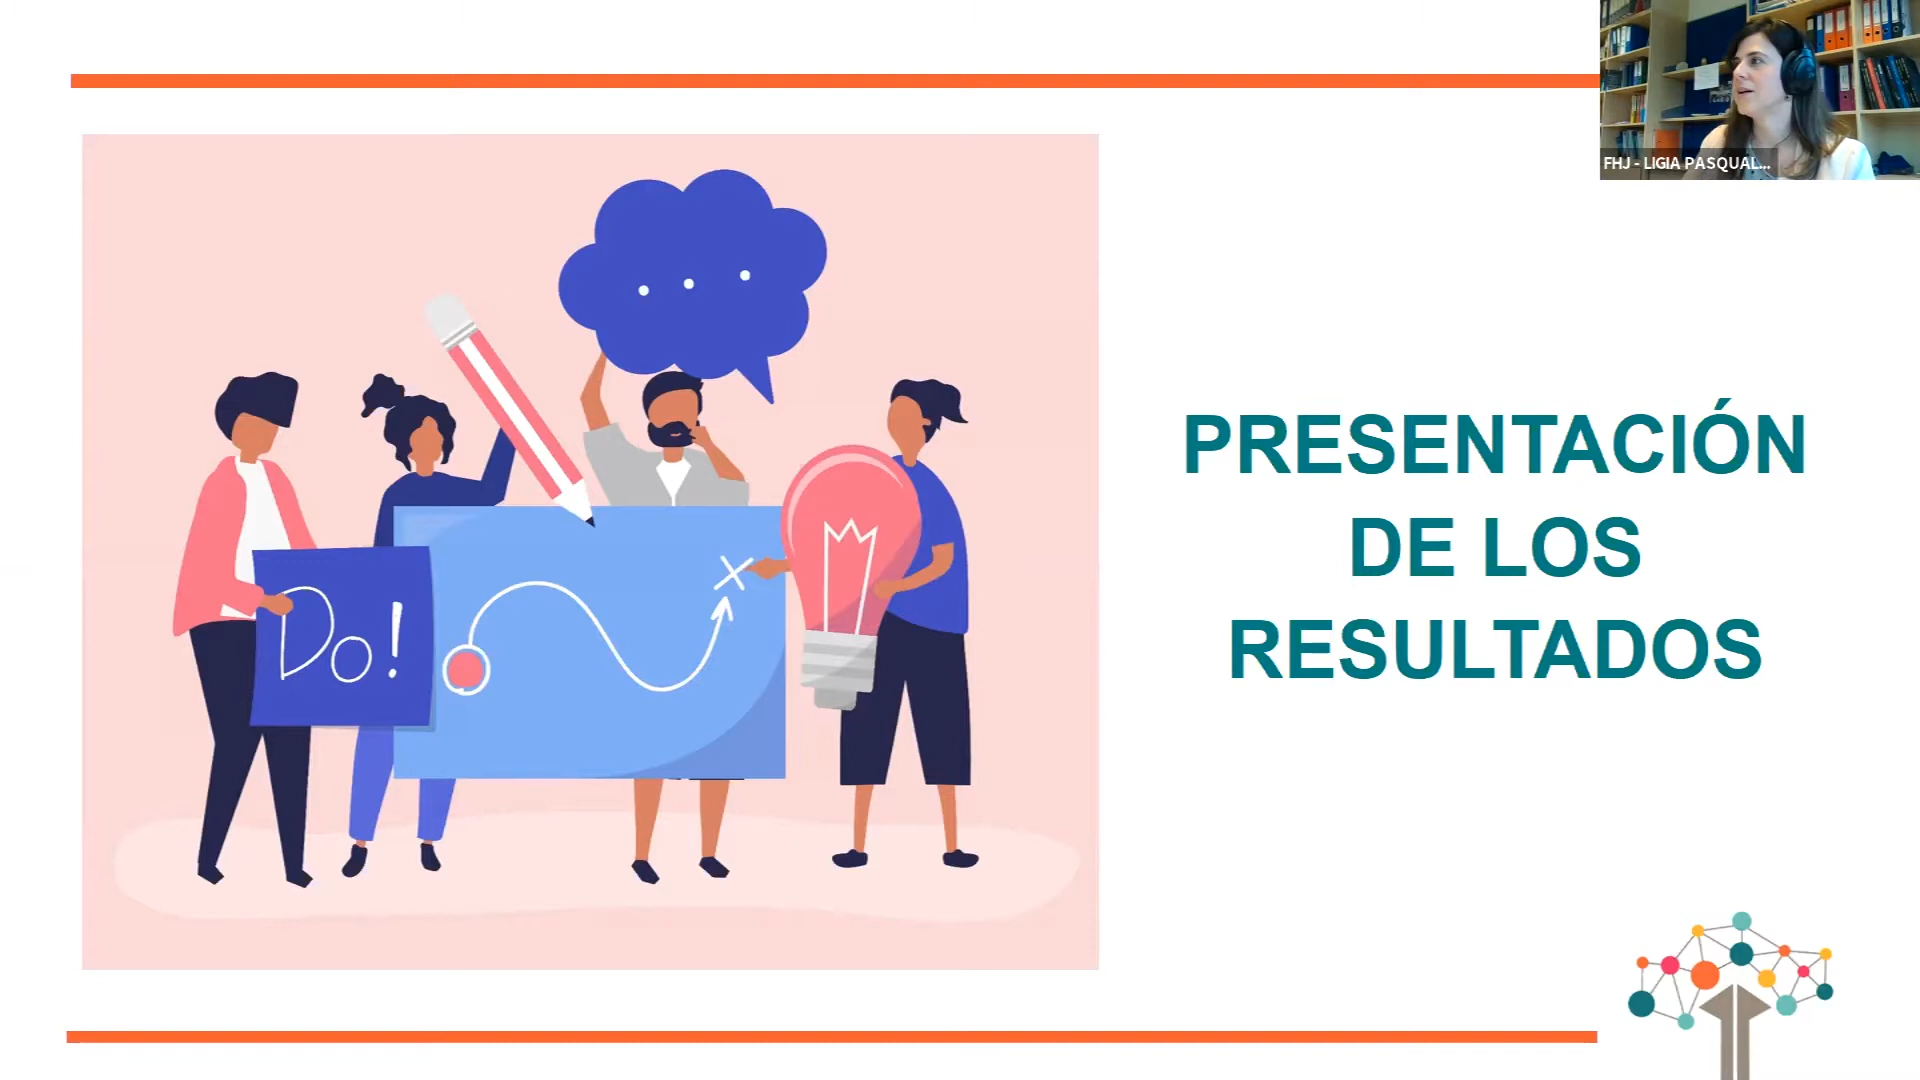 FHJ - LIGIA PASQUAL...
Do!
PRESENTACIÓN
DE LOS
RESULTADOS